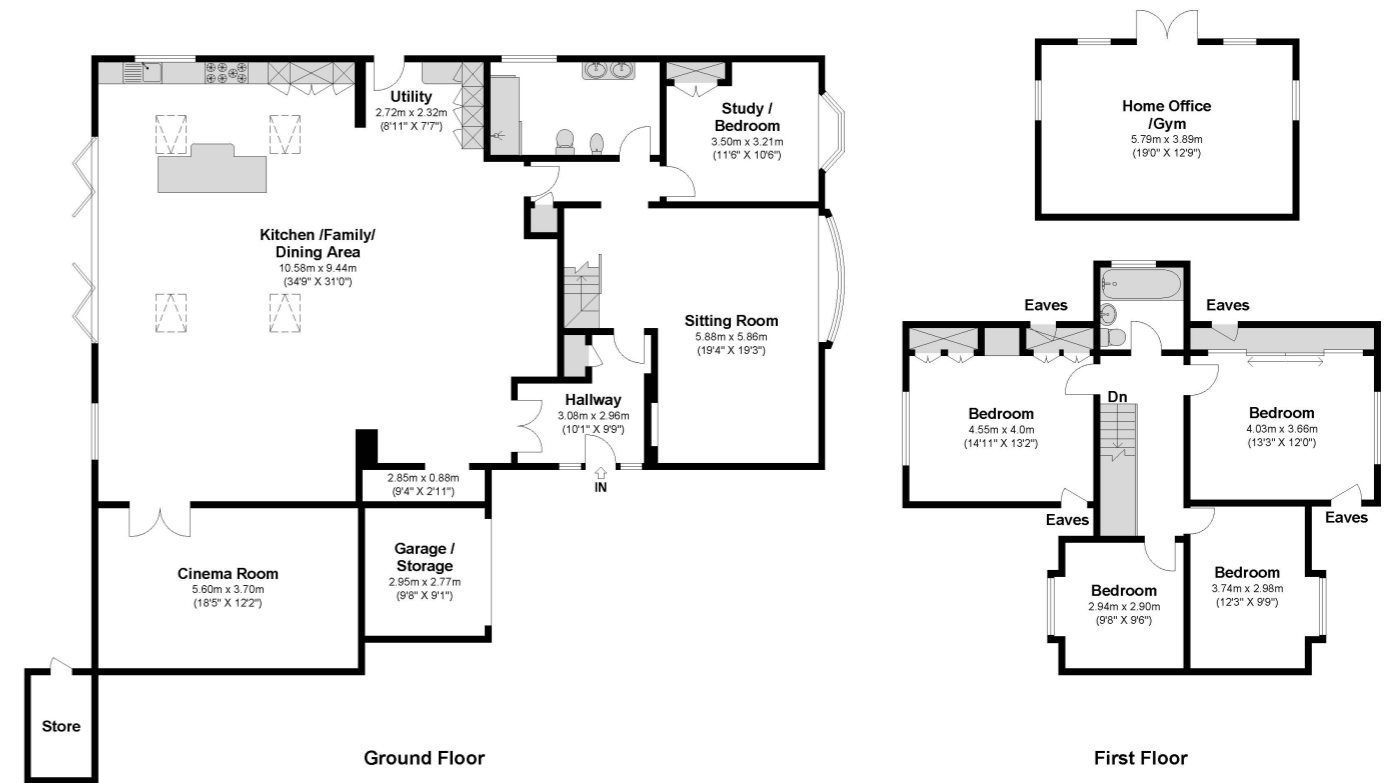 Utility
2.72m x 2.32m
(8'11" X 7'7")
Study /
Bedroom
3.50m x 3.21m
(11'6" X 10'6")
Kitchen /Family/
Dining Area
10.58m x 9.44m
(34'9" X 31'0")
Sitting Room
5.88m x 5.86m
(19'4" X 19'3")
Hallway
3.08m x 2.96m
(10'1" X 9'9")
IN
2.85m x 0.88m
(9'4" X 2'11")
Garage /
Storage
2.95m x 2.77m
(9'8" X 9'1")
Cinema Room
5.60m x 3.70m
(18'5" X 12'2")
Store
Ground Floor
Home Office
/Gym
5.79m x 3.89m
(19'0" X 12'9")
Eaves
Eaves
Bedroom
4.55m x 4.0m
(14'11" X 13'2")
Dn
Bedroom
4.03m x 3.66m
(13'3" X 12'0")
Eaves
Eaves
Bedroom
2.94m x 2.90m
(9'8" X 9'6")
Bedroom
3.74m x 2.98m
(12'3" X 9'9")
First Floor